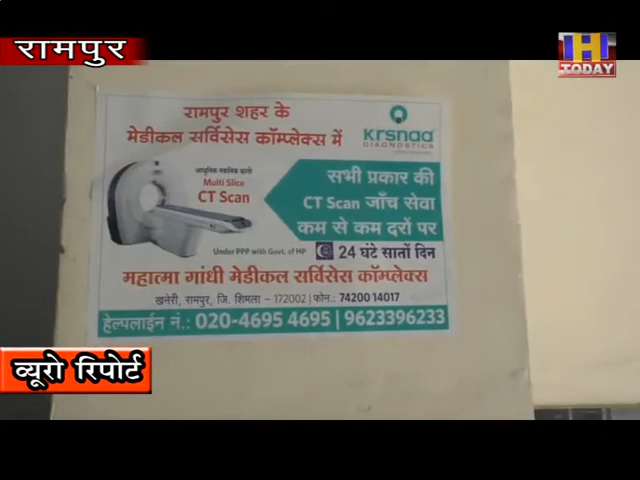 रामपुर
IHI
TODAY
रामपुर शहर के
मेडीकल सर्विसेस कॉम्प्लेक्स में
Krsnaa
DIAGNOSTICS
आधुनिक तकनिक वाली
Multi Slice
CT Scan
सभी प्रकार की
CT Scan जाँच सेवा
कम से कम दरों पर
Under PPP with Govt. of HP
24 घंटे सातों दिन
महात्मा गांधी मेडीकल सर्विसेस कॉम्प्लेक्स
खनेरी, रामपुर, जि. शिमला - 172002 | फोन.: 74200 14017
हेल्पलाईन नं.: 020-4695 4695 | 9623396233
व्यूरो रिपोर्ट